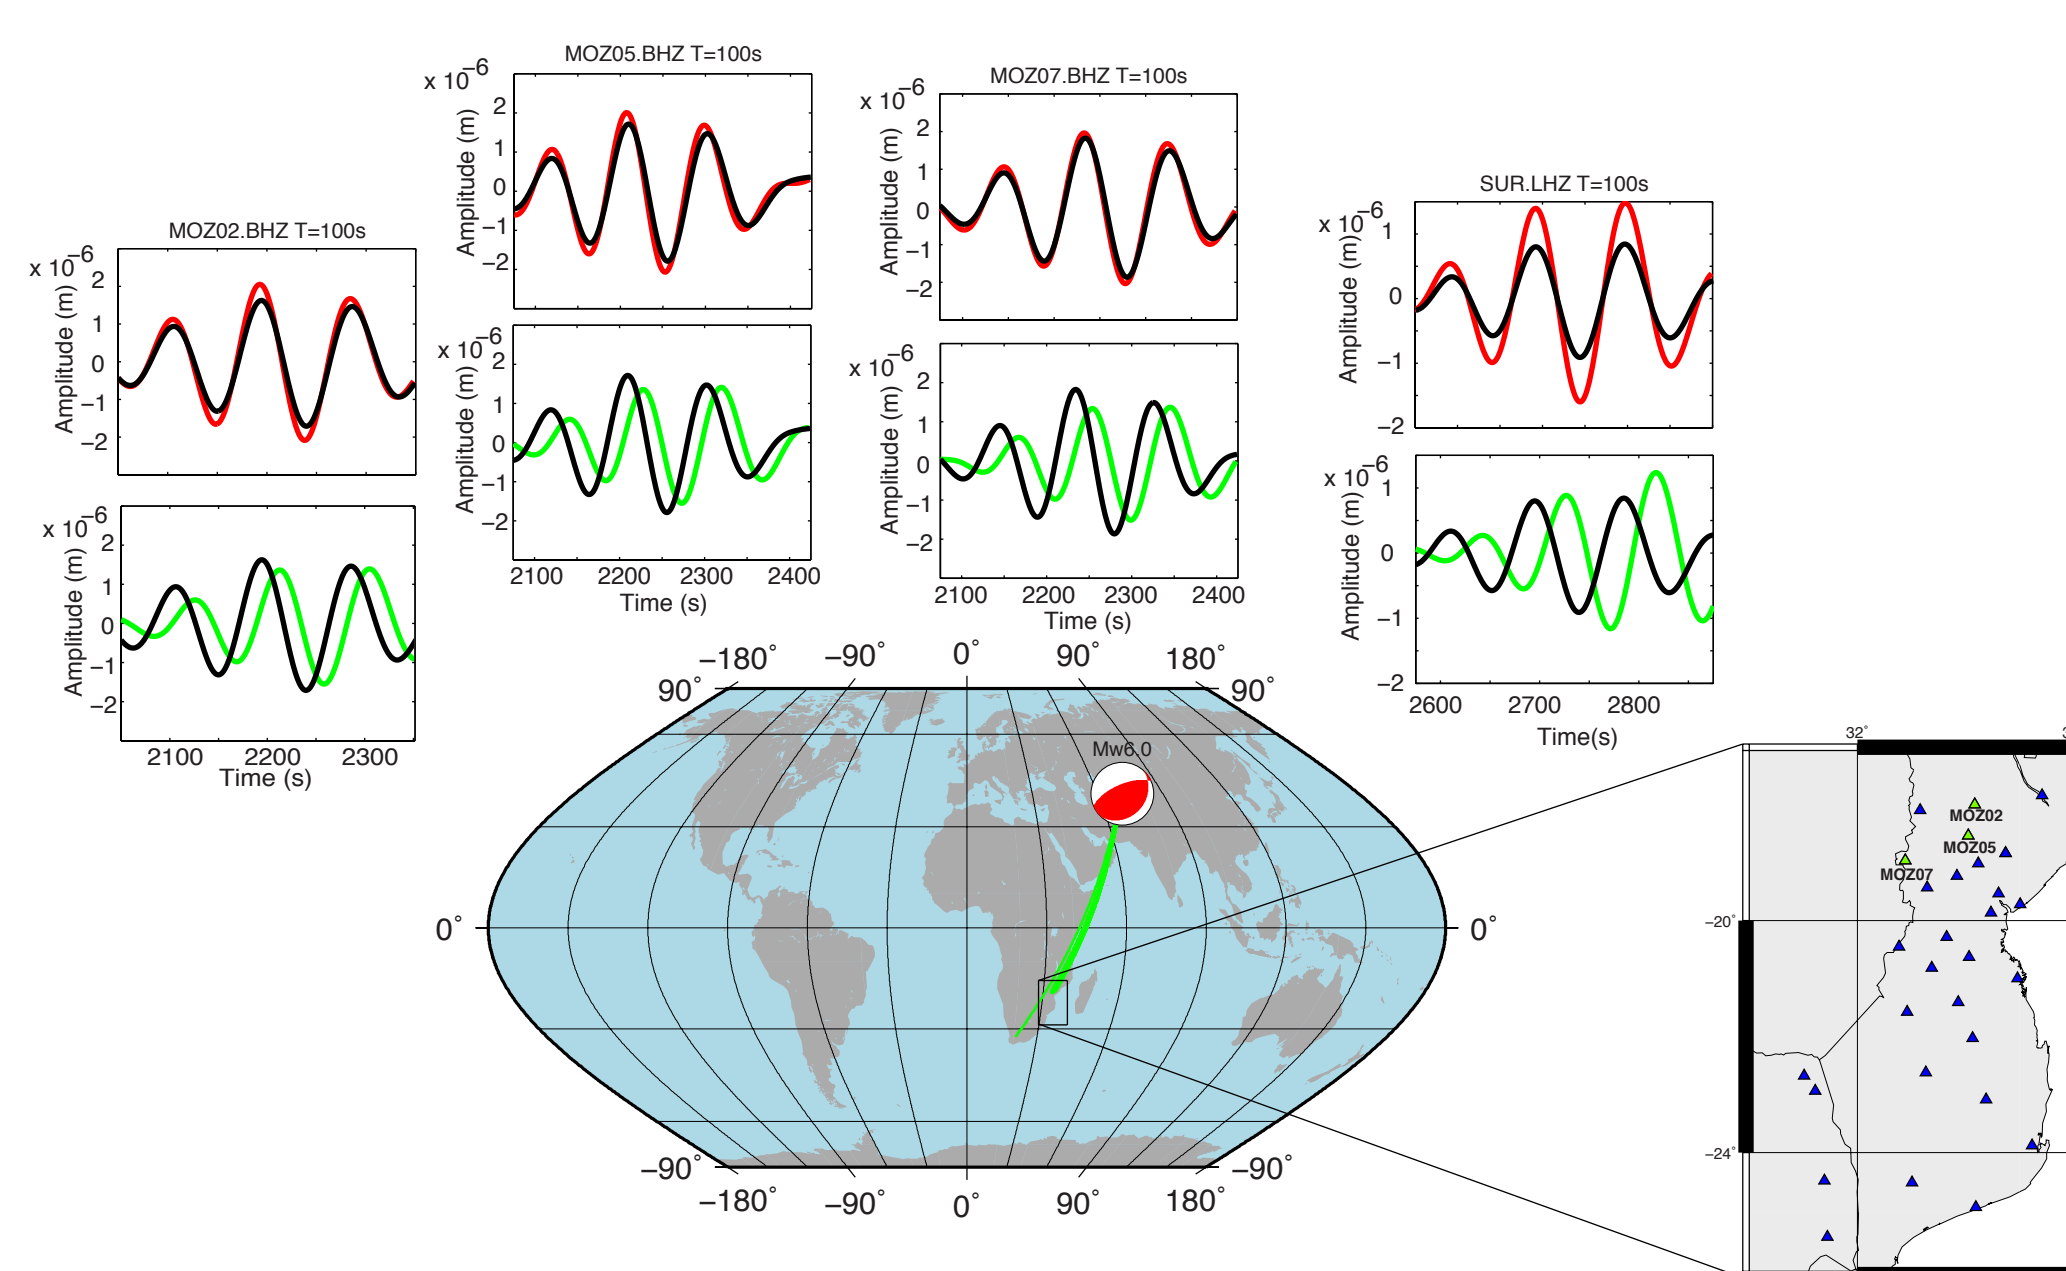 MOZ02.BHZ T=100s
x 10−6
Amplitude (m)
2
1
0
−1
−2
x 10−6
Amplitude (m)
2
1
0
−1
−2
2100 2200 2300
Time (s)
MOZ05.BHZ T=100s
x 10−6
Amplitude (m)
2
1
0
−1
−2
x 10−6
Amplitude (m)
2
1
0
−1
−2
2100 2200 2300 2400
Time (s)
MOZ07.BHZ T=100s
x 10−6
Amplitude (m)
2
1
0
−1
−2
x 10−6
Amplitude (m)
2
1
0
−1
−2
2100 2200 2300 2400
Time (s)
SUR.LHZ T=100s
x 10−6
Amplitude (m)
1
0
−1
−2
x 10−6
Amplitude (m)
1
0
−1
−2
2600 2700 2800
Time(s)
−180˚ −90˚ 0˚ 90˚ 180˚
90˚ 90˚
Mw6.0
0˚ 0˚
−90˚ −90˚
−180˚ −90˚ 0˚ 90˚ 180˚
32˚
MOZ02
MOZ05
MOZ07
−20˚
−24˚